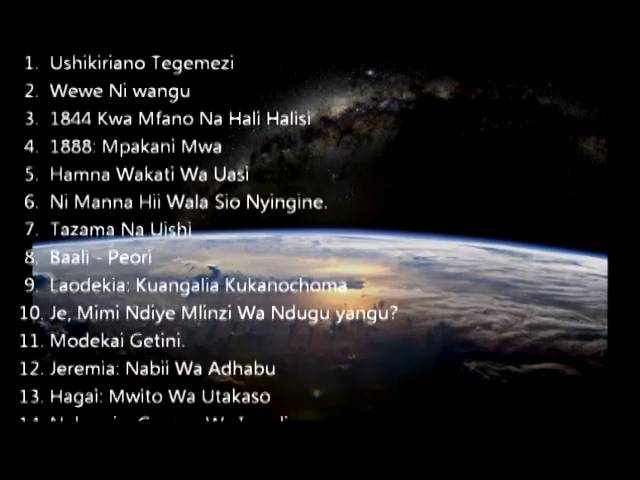 1. Ushikiriano Tegemezi
2. Wewe Ni wangu
3. 1844 Kwa Mfano Na Hali Halisi
4. 1888: Mpakani Mwa
5. Hamna Wakati Wa Uasi
6. Ni Manna Hii Wala Sio Nyingine.
7. Tazama Na Uishi
8. Baali - Peori
9. Laodekia: Kuangalia Kukanochoma
10. Je, Mimi Ndiye Mlinzi Wa Ndugu yangu?
11. Modekai Getini.
12. Jeremia: Nabii Wa Adhabu
13. Hagai: Mwito Wa Utakaso
14.